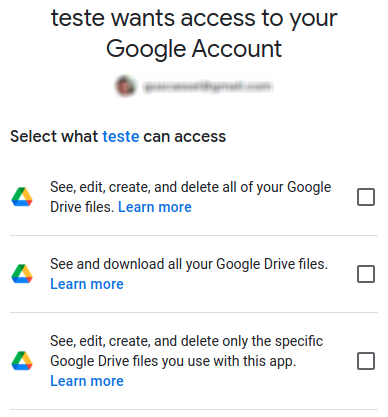 teste wants access to your
Google Account
Select what teste can access
See, edit, create, and delete all of your Google
Drive files. Learn more
See and download all your Google Drive files.
Learn more
See, edit, create, and delete only the specific
Google Drive files you use with this app.
Learn more